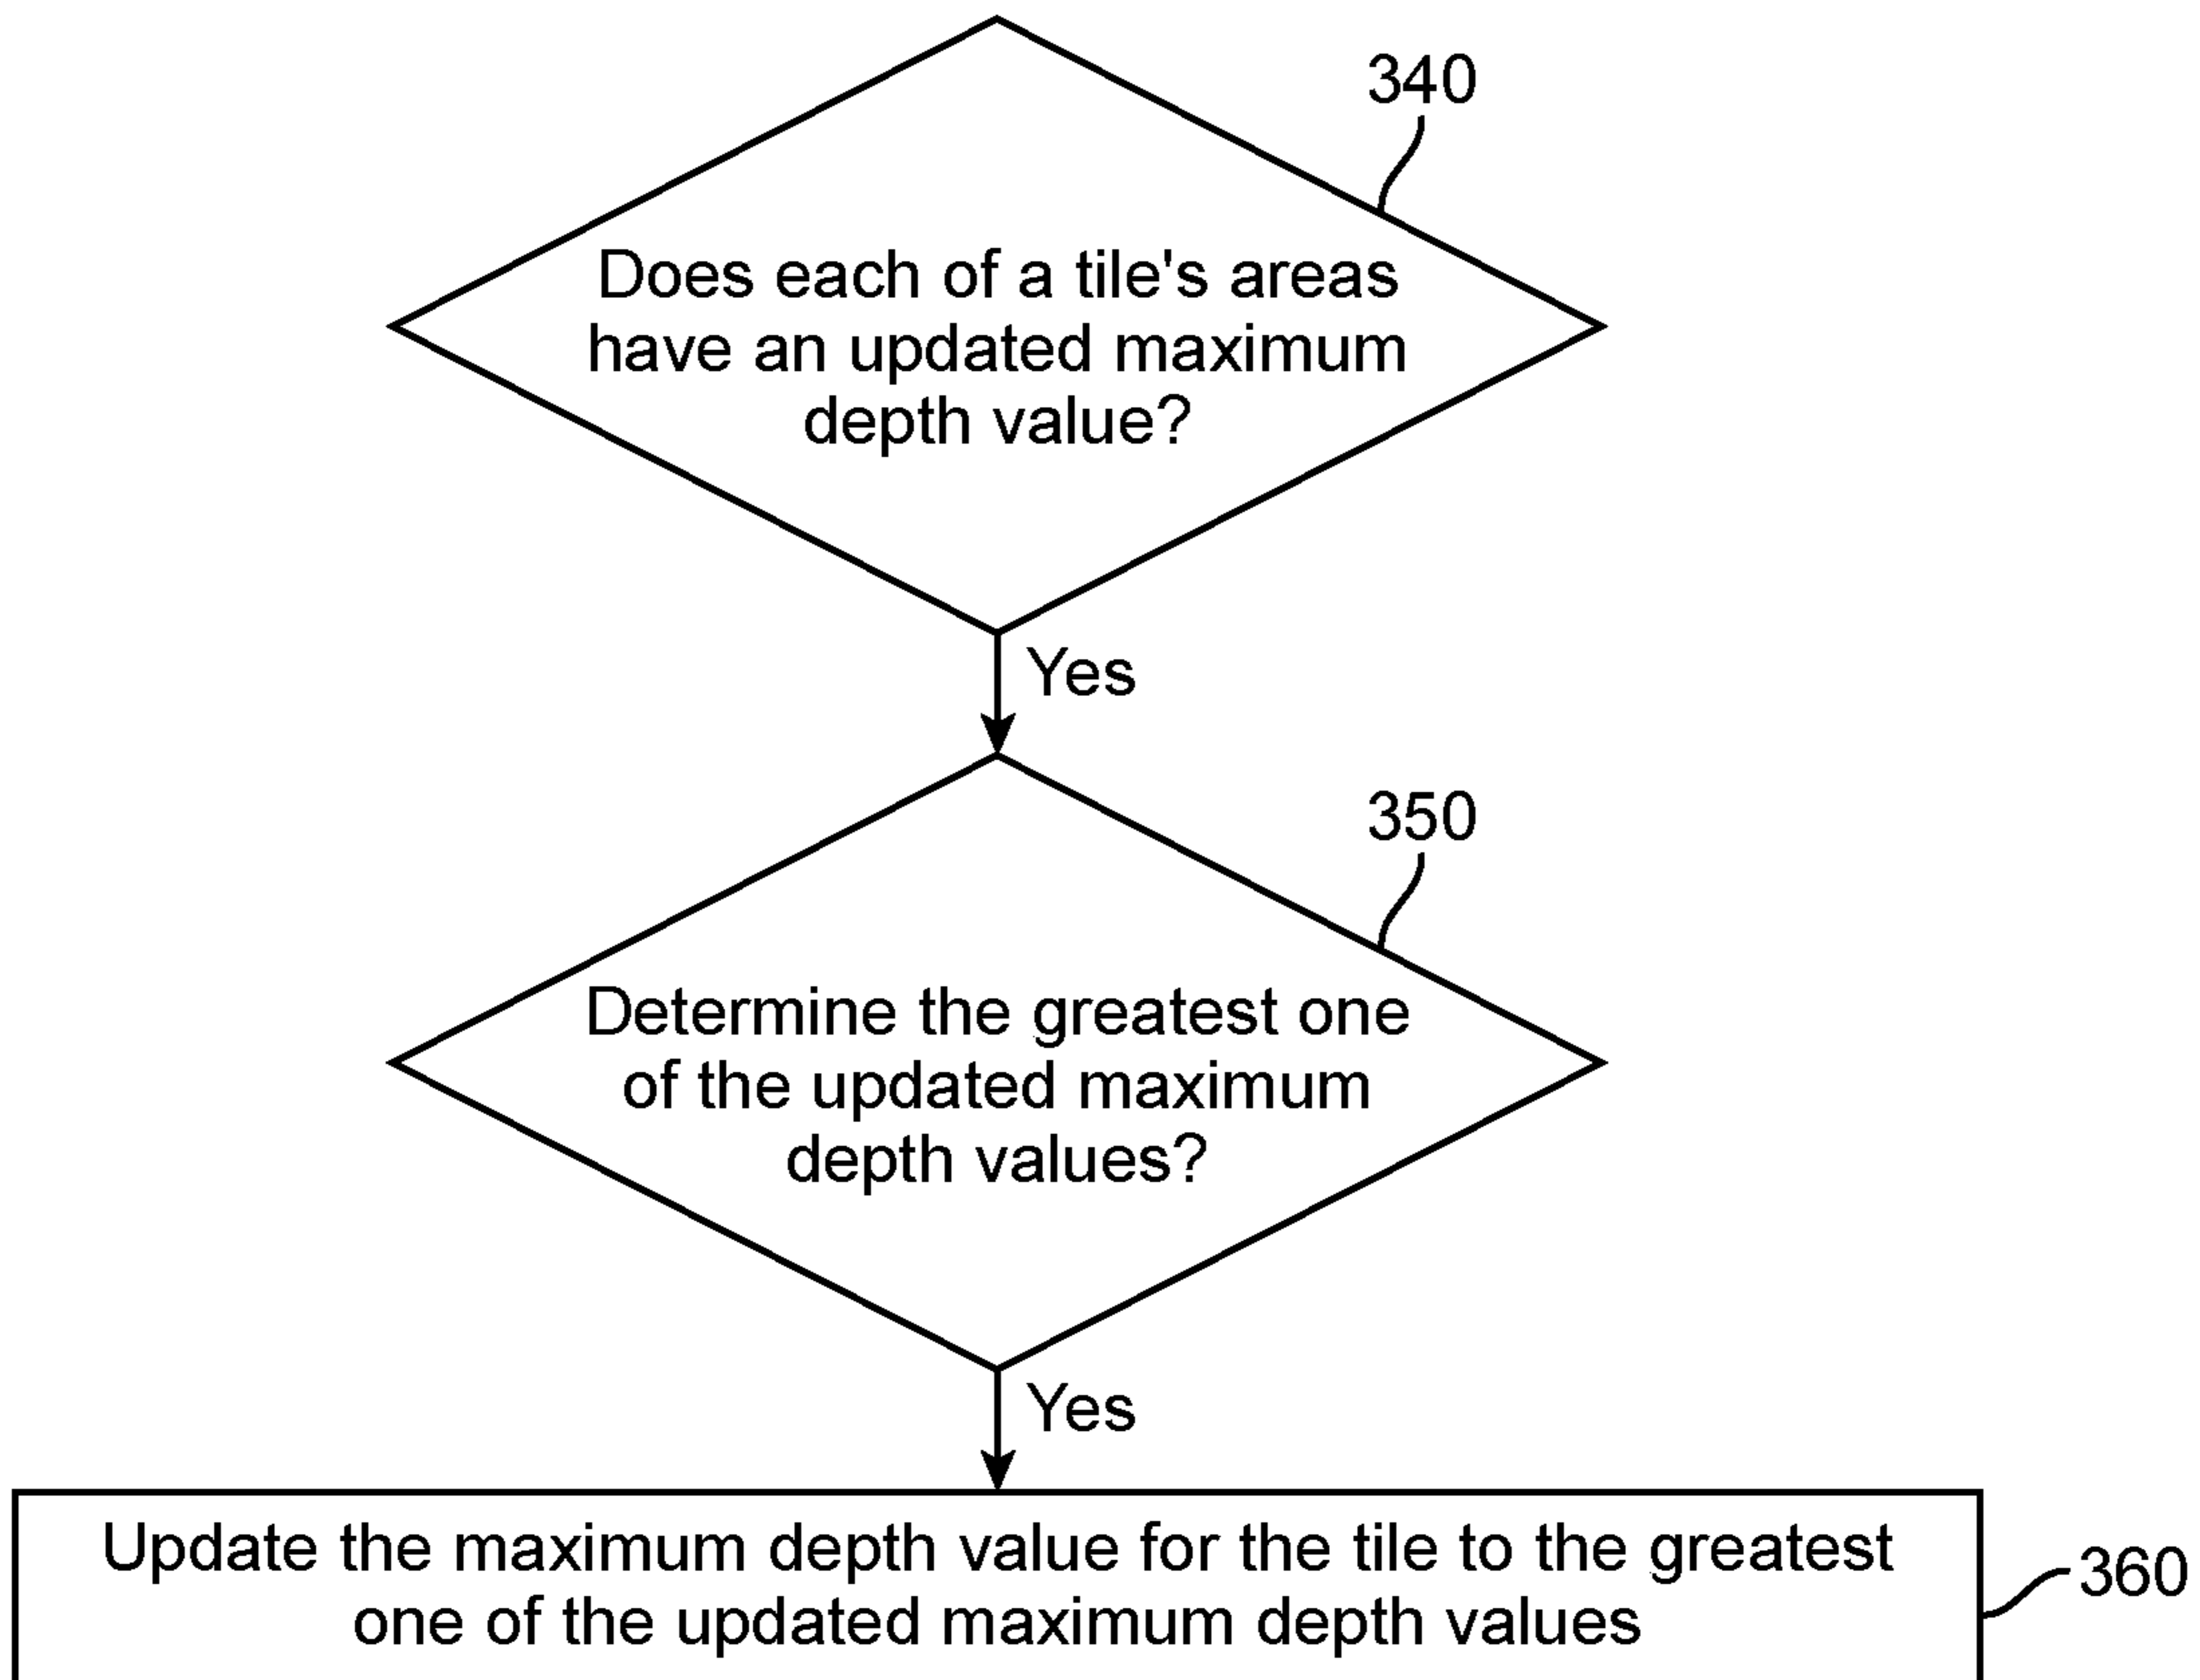 340
Does each of a tile's areas
have an updated maximum
depth value?
Yes
350
Determine the greatest one
of the updated maximum
depth values?
Yes
Update the maximum depth value for the tile to the greatest
one of the updated maximum depth values
360